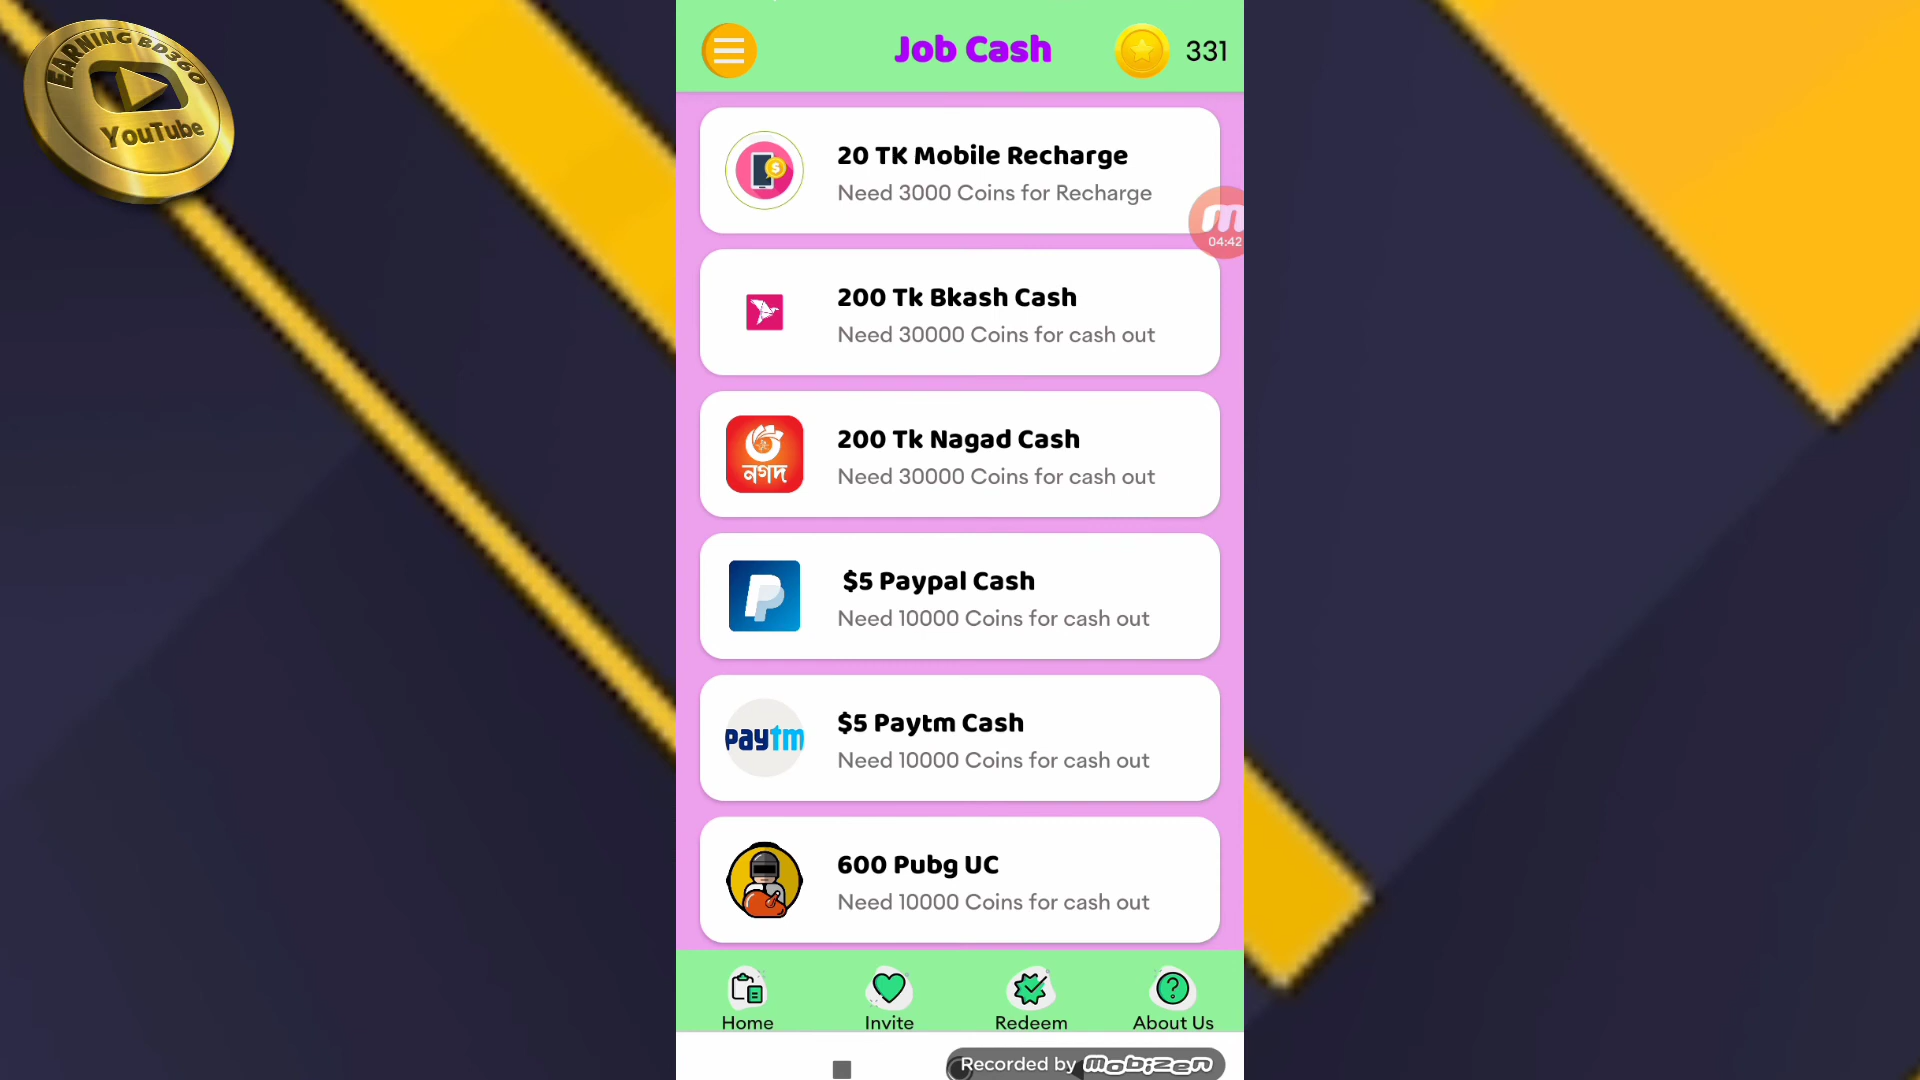 EARNING BD360
YouTube
Job Cash
331
20 TK Mobile Recharge
Need 3000 Coins for Recharge
m
04:42
200 Tk Bkash Cash
Need 30000 Coins for cash out
নগদ
200 Tk Nagad Cash
Need 30000 Coins for cash out
$5 Paypal Cash
Need 10000 Coins for cash out
paytm
$5 Paytm Cash
Need 10000 Coins for cash out
600 Pubg UC
Need 10000 Coins for cash out
Home
Invite
Redeem
About Us
Recorded by mobizen